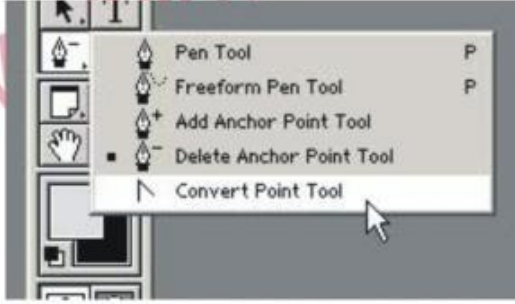 T
Pen Tool P
Freeform Pen Tool P
Add Anchor Point Tool
Delete Anchor Point Tool
Convert Point Tool